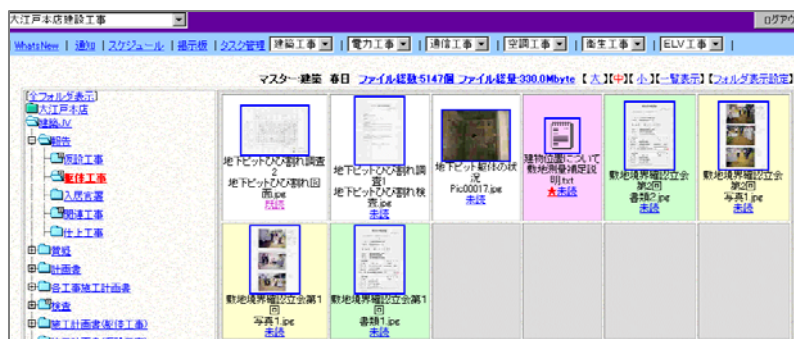 大江戸本店建設工事
ログアウ
WhatsNew | 通知 | スケジュール | 掲示板 | タスク管理 建築工事 | 電力工事 | 通信工事 | 空調工事 | 衛生工事 | ELV工事 |
マスター:建築 春日 ファイル総数:5147個 ファイル総量:330.0Mbyte 【 大 】【中】【 小 】【一覧表示】【フォルダ表示設定】
[全フォルダ表示]
大江戸本店
建築JV
報告
仮設工事
躯体工事
入居者
関連工事
仕上工事
計画書
各工事施工計画書
検査
施工計画書(躯体工事)
地下ピットひび割れ調査
2
地下ピットひび割れ図
面.jpg
既読
地下ピットひび割れ調
査1
地下ピットひび割れ検
査.jpg
未読
地下ピット躯体の状
況
Pic00017.jpg
未読
建物位置について
敷地測量補足説
明.txt
★未読
敷地境界確認立会
第2回
書類2.jpg
未読
敷地境界確認立会
第2回
写真1.jpg
未読
敷地境界確認立会第1
回
写真1.jpg
未読
敷地境界確認立会第1
回
書類1.jpg
未読